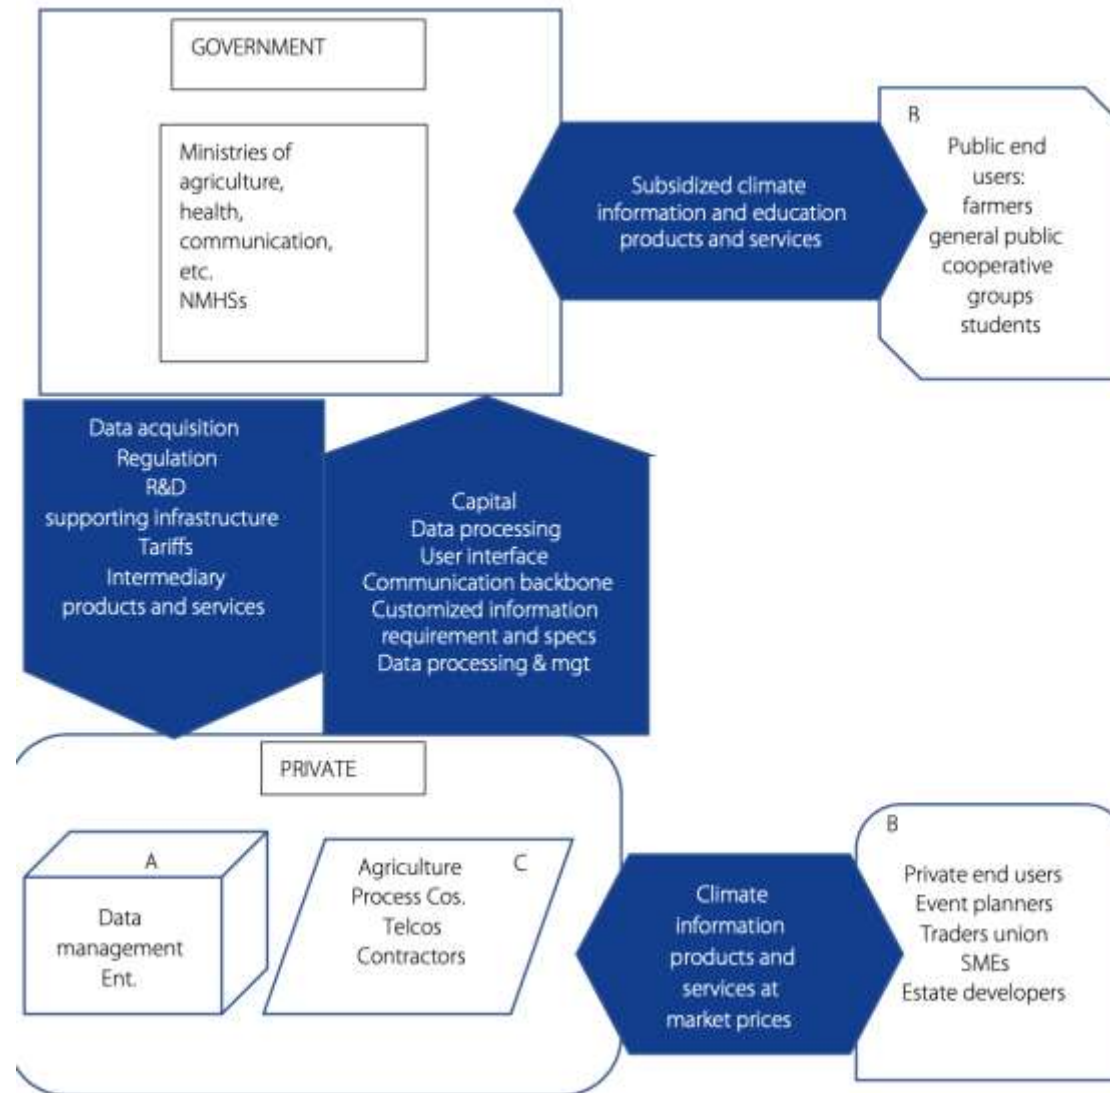 GOVERNMENT
Ministries of
agriculture,
health,
communication,
etc.
NMHSs
Subsidized climate
information and education
products and services
B
Public end
users:
farmers
general public
cooperative
groups
students
Data acquisition
Regulation
R&D
supporting infrastructure
Tariffs
Intermediary
products and services
Capital
Data processing
User interface
Communication backbone
Customized information
requirement and specs
Data processing & mgt
PRIVATE
A
Data
management
Ent.
C
Agriculture
Process Cos.
Telcos
Contractors
Climate
information
products and
services at
market prices
B
Private end users
Event planners
Traders union
SMEs
Estate developers